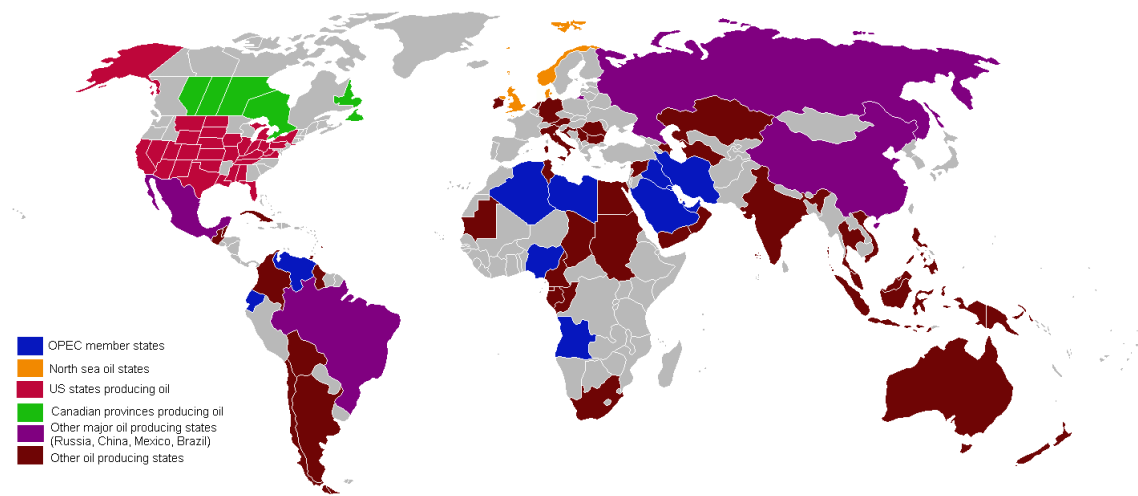 OPEC member states
North sea oil states
US states producing oil
Canadian provinces producing oil
Other major oil producing states
(Russia, China, Mexico, Brazil)
Other oil producing states